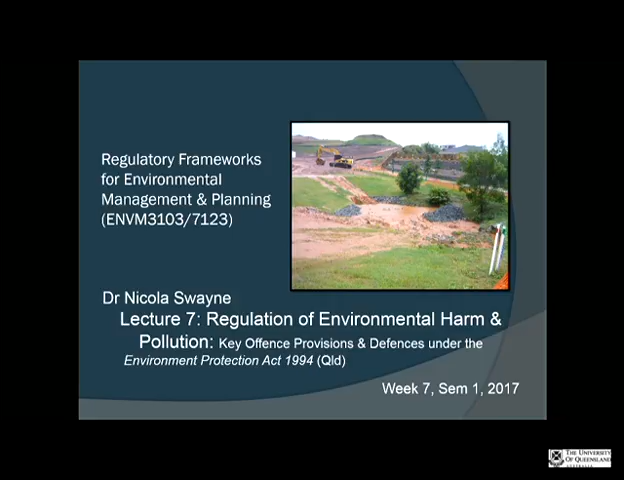 Regulatory Frameworks
for Environmental
Management & Planning
(ENVM3103/7123)
Dr Nicola Swayne
Lecture 7: Regulation of Environmental Harm &
Pollution: Key Offence Provisions & Defences under the
Environment Protection Act 1994 (Qld)
Week 7, Sem 1, 2017
THE UNIVERSITY
OF QUEENSLAND
AUSTRALIA